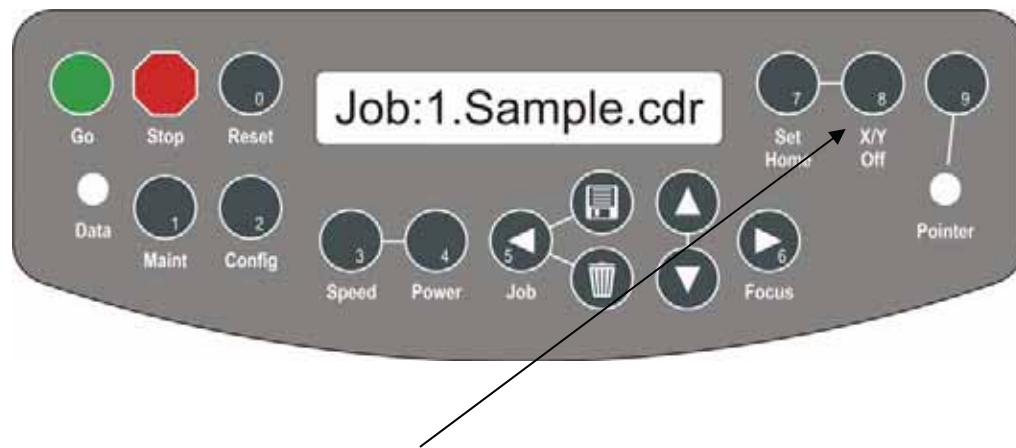 Job:1.Sample.cdr
0
7
8
9
Go
Stop
Reset
Set
Home
X/Y
Off
Data
1
2
Pointer
Maint
Config
3
4
5
6
Speed
Power
Job
Focus